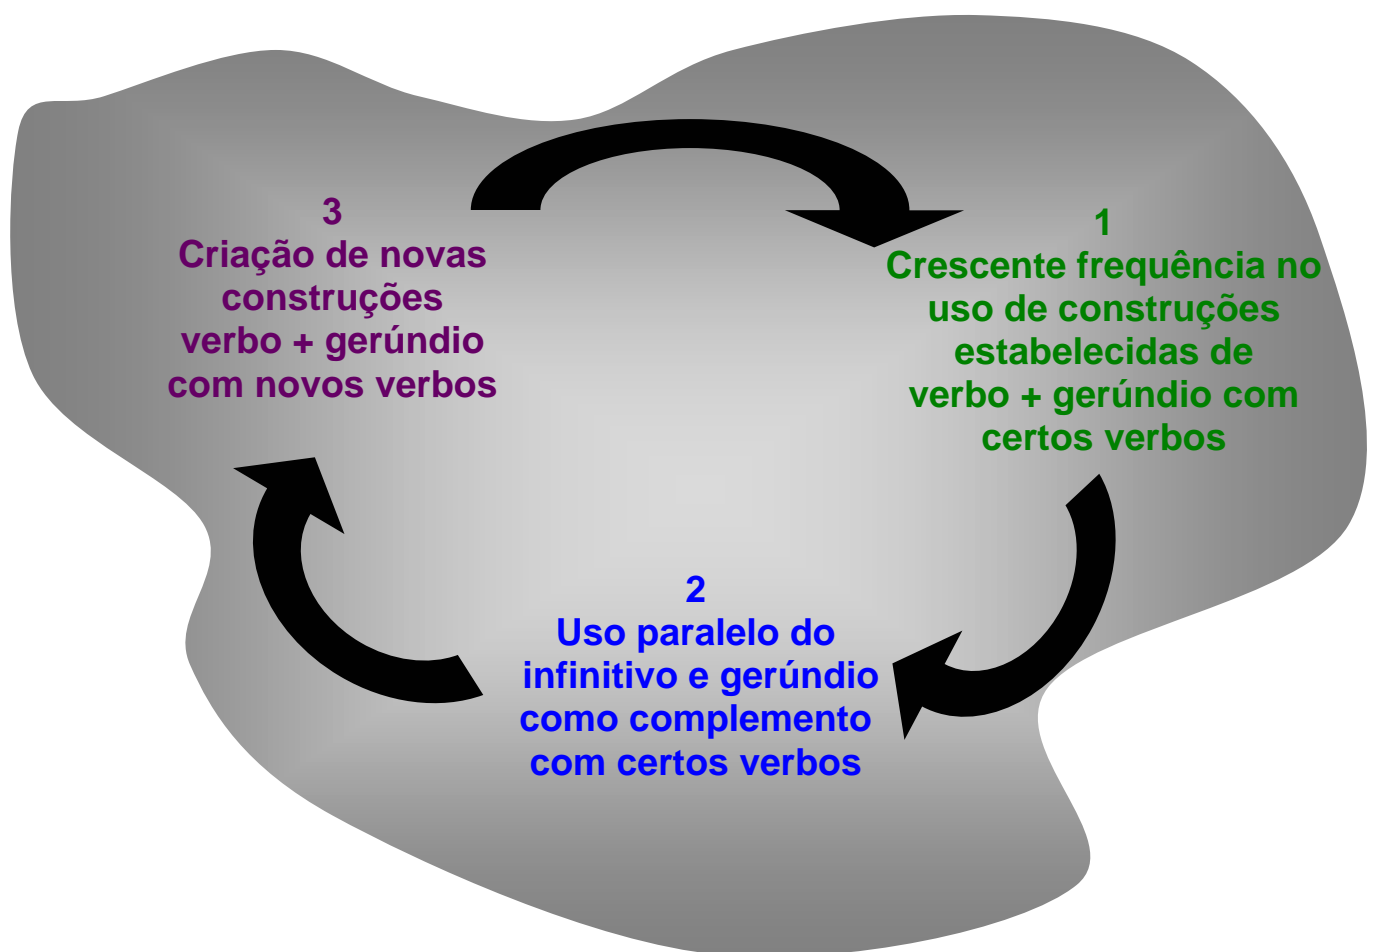 3
Criação de novas
construções
verbo + gerúndio
com novos verbos
1
Crescente frequência no
uso de construções
estabelecidas de
verbo + gerúndio com
certos verbos
2
Uso paralelo do
infinitivo e gerúndio
como complemento
com certos verbos